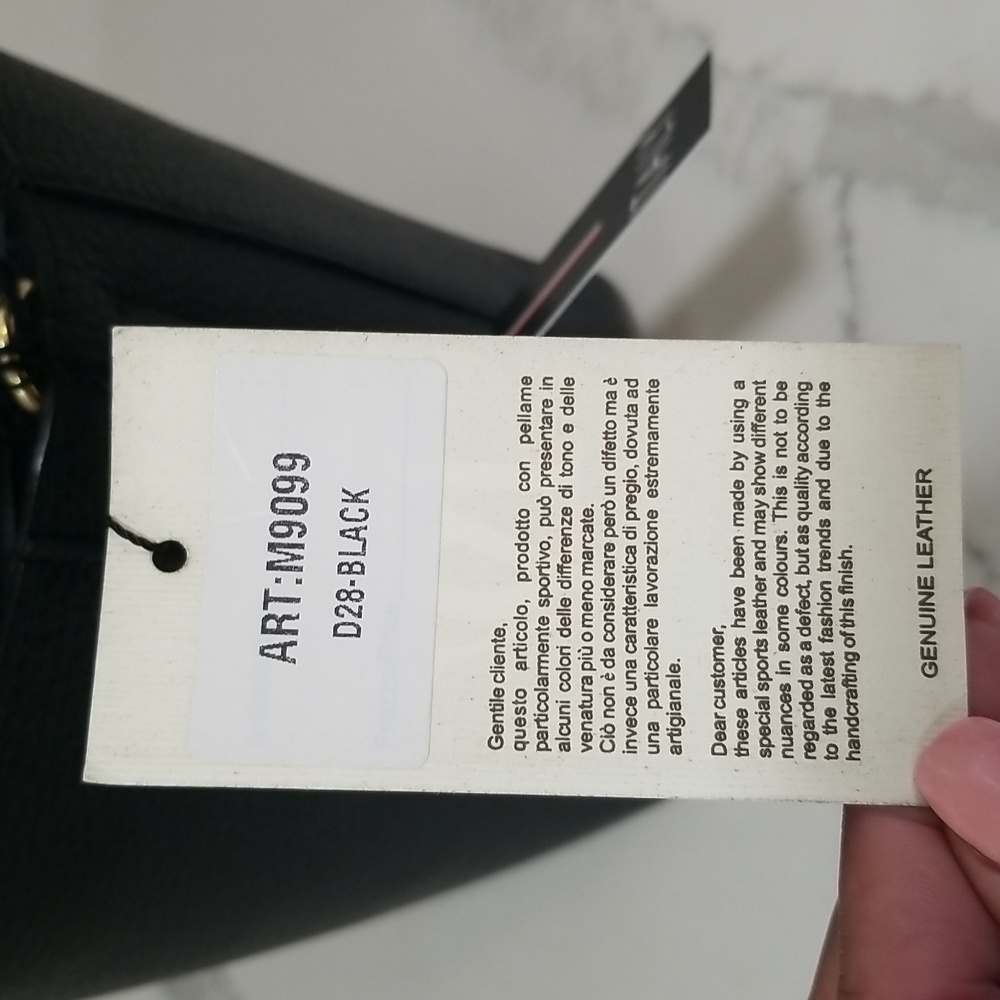 ART:M9099
D28-BLACK
Gentile cliente,
questo articolo, prodotto con pellame
particolarmente sportivo, può presentare in
alcuni colori delle differenze di tono e delle
venatura più o meno marcate.
Ciò non è da considerare però un difetto ma è
invece una caratteristica di pregio, dovuta ad
una particolare lavorazione estremamente
artigianale.
Dear customer,
these articles have been made by using a
special sports leather and may show different
nuances in some colours. This is not to be
regarded as a defect, but as quality according
to the latest fashion trends and due to the
handcrafting of this finish.
GENUINE LEATHER